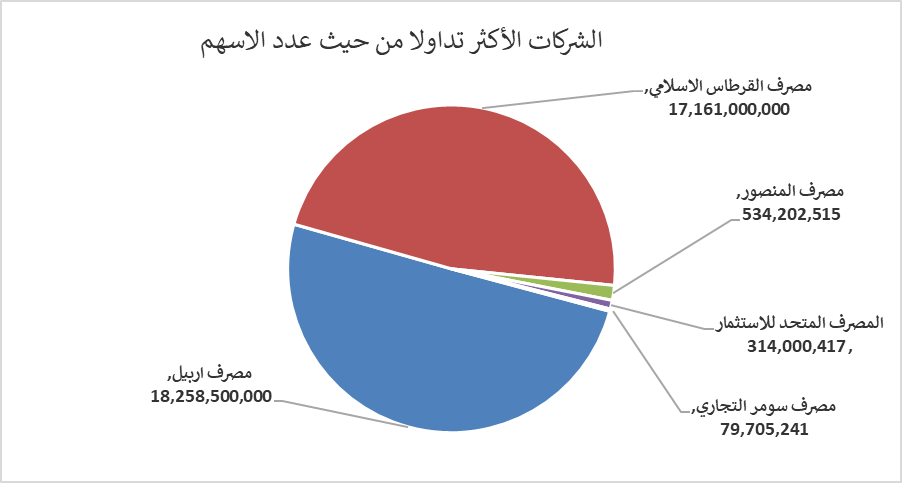 الشركات الأكثر تداولا من حيث عدد الاسهم
مصرف القرطاس الاسلامي,
17,161,000,000
مصرف المنصور,
534,202,515
المصرف المتحد للاستثمار
314,000,417,
مصرف سومر التجاري,
79,705,241
مصرف اربيل,
18,258,500,000